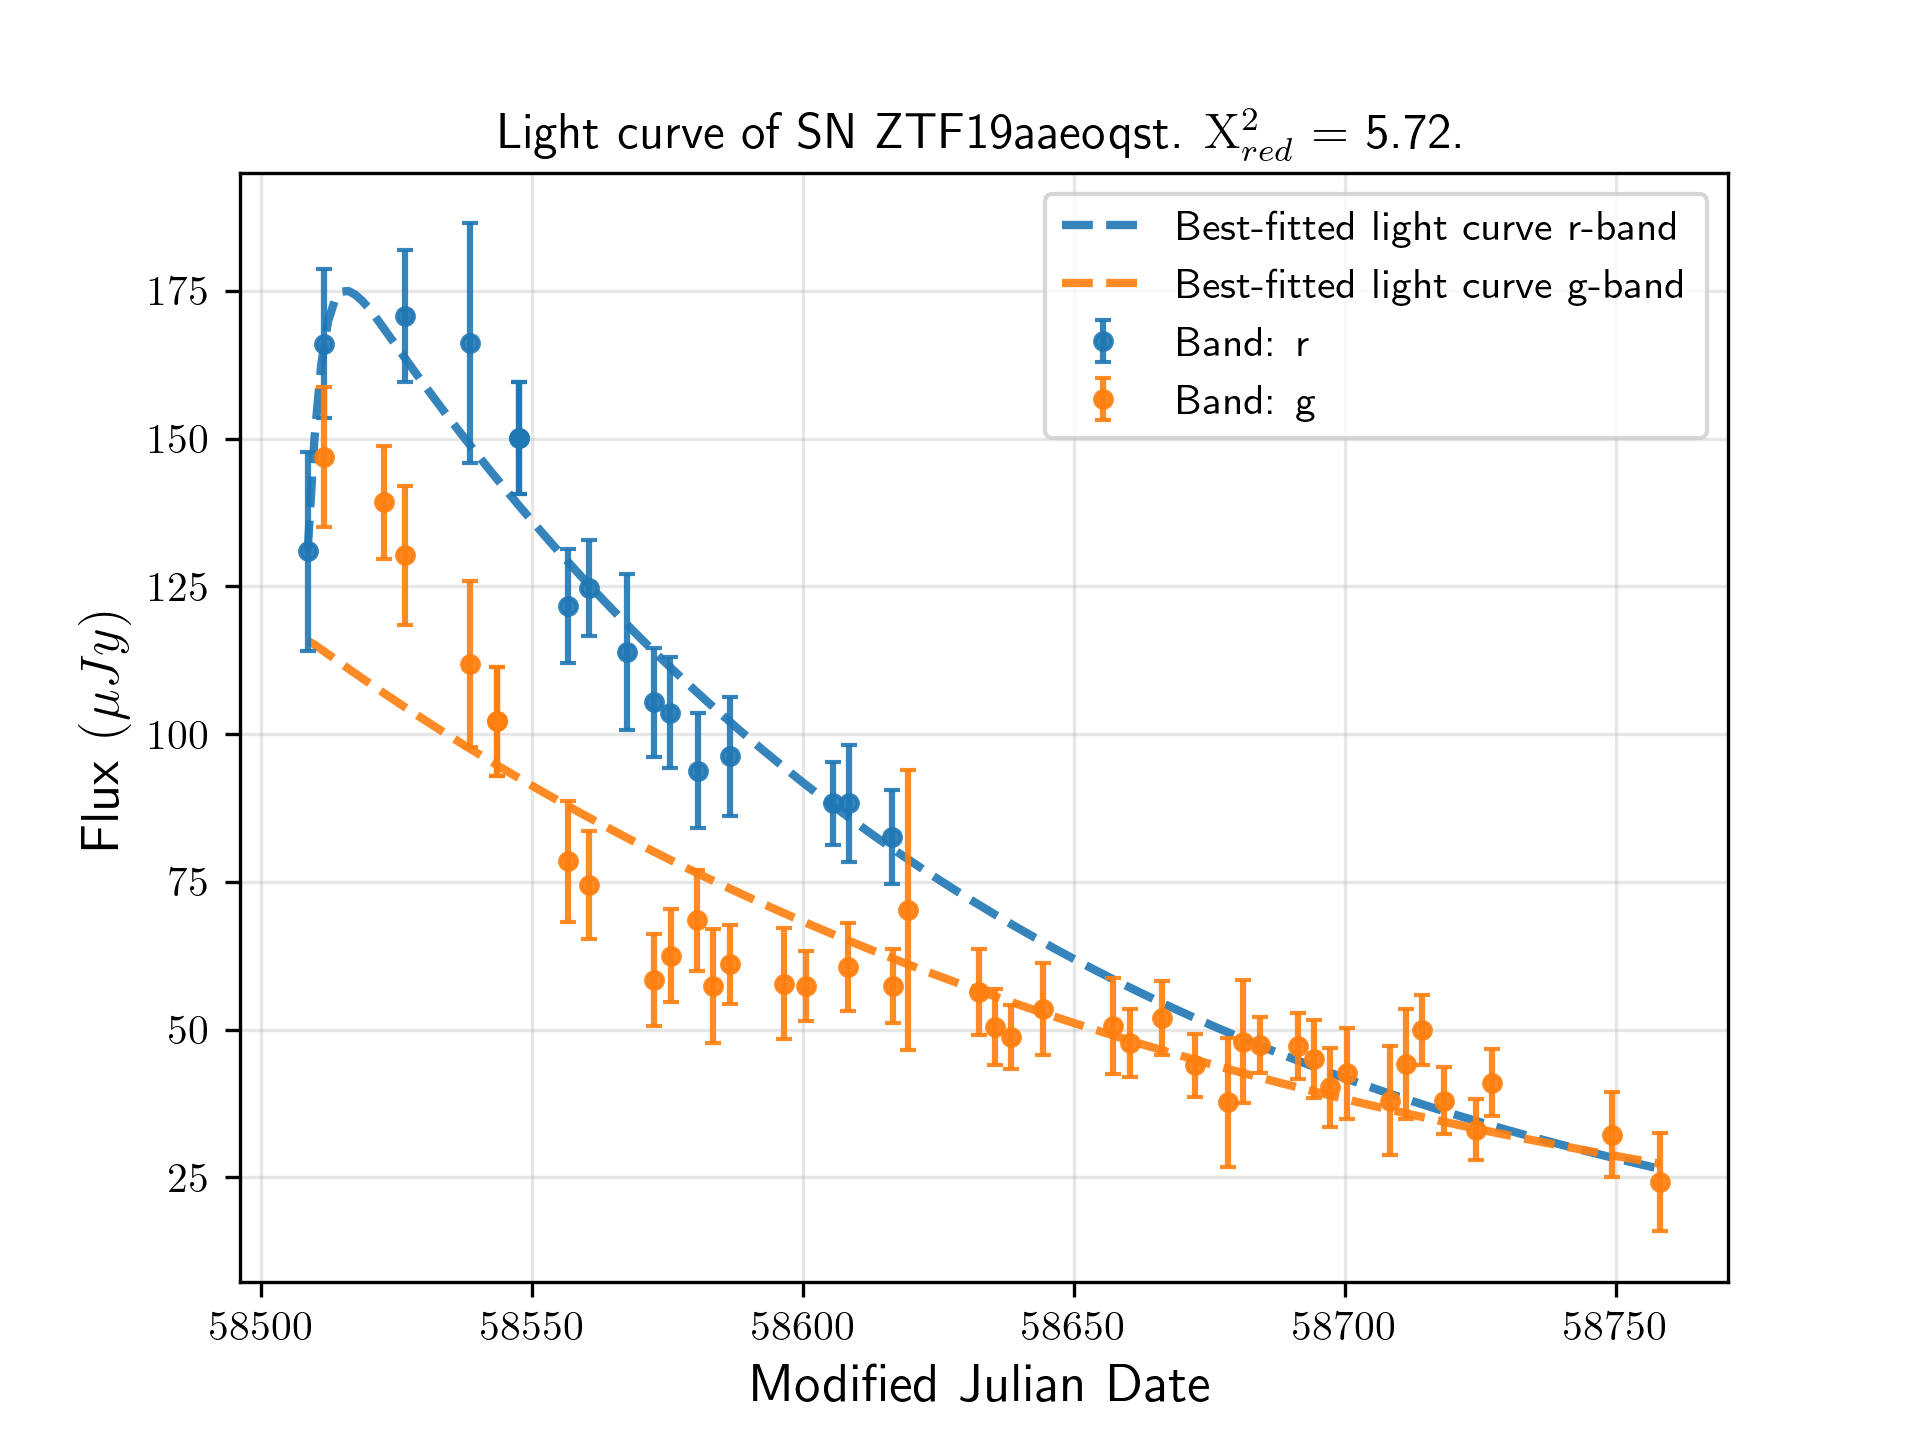 Light curve of SN ZTF19aaeoqst. X²_red = 5.72.
Best-fitted light curve r-band
Best-fitted light curve g-band
Band: r
Band: g
Flux (μJy)
175
150
125
100
75
50
25
58500 58550 58600 58650 58700 58750
Modified Julian Date